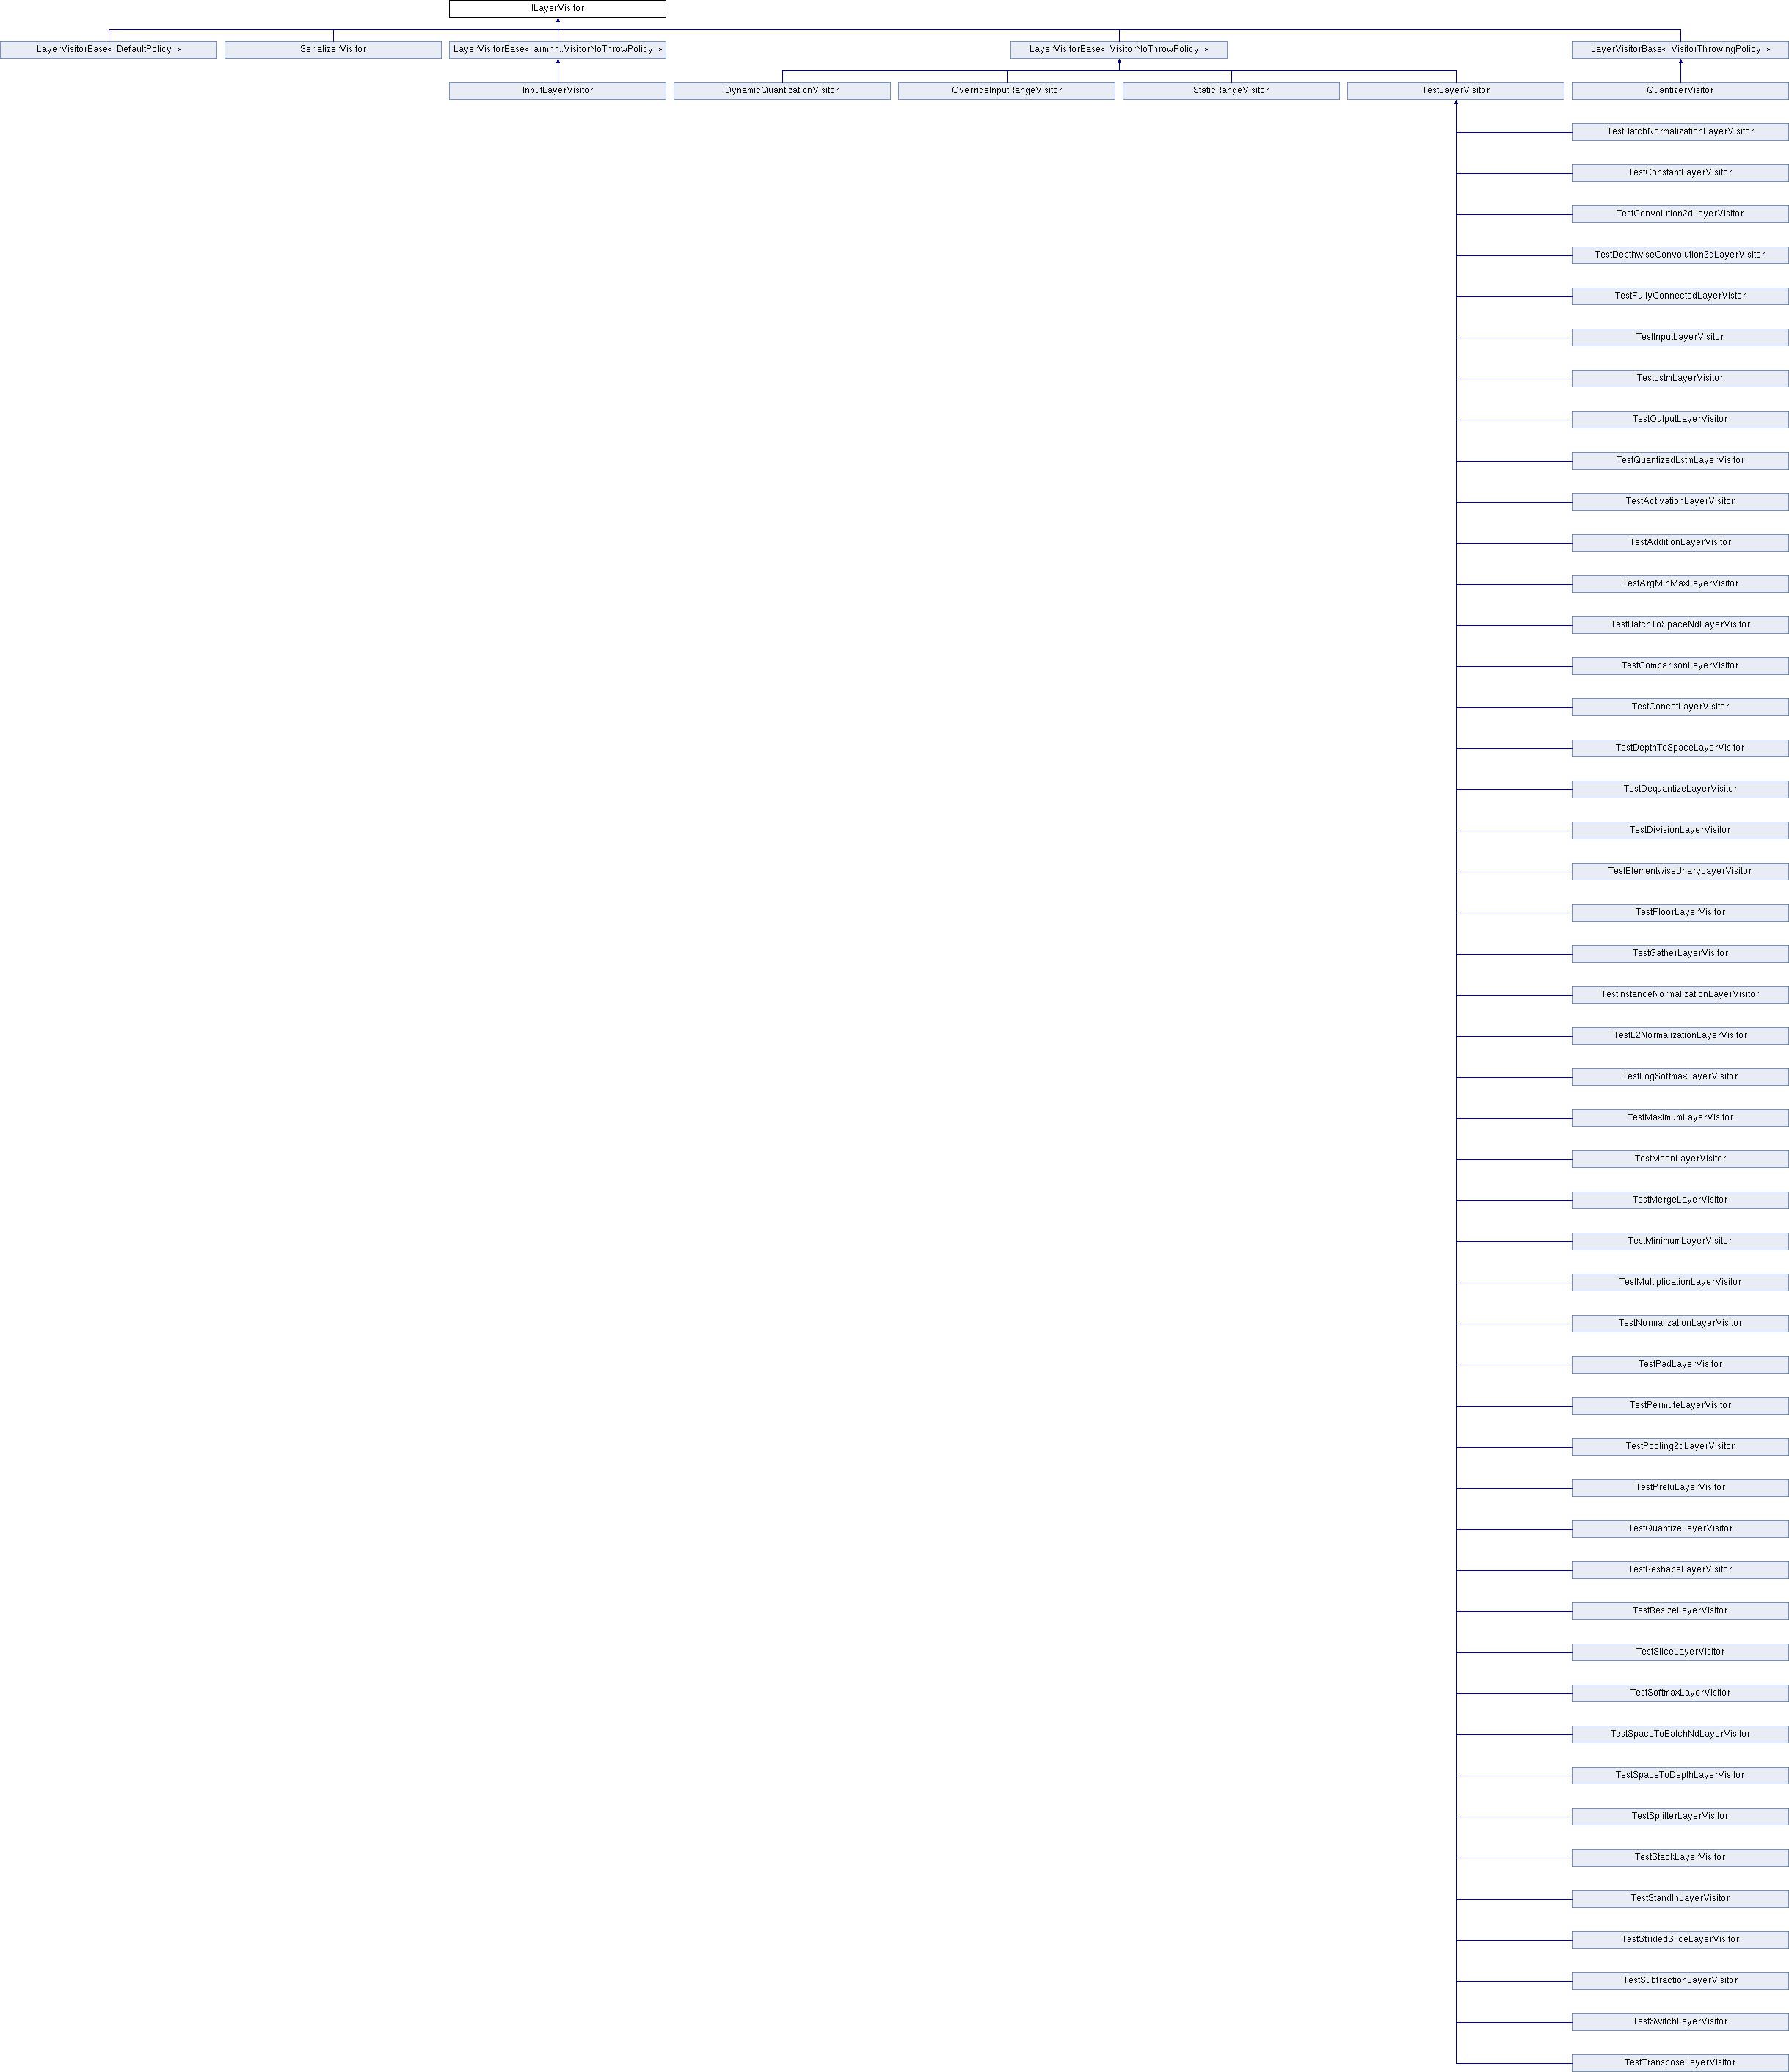 ILayerVisitor
LayerVisitorBase< DefaultPolicy >
SerializerVisitor
LayerVisitorBase< armnn::VisitorNoThrowPolicy >
LayerVisitorBase< VisitorNoThrowPolicy >
LayerVisitorBase< VisitorThrowingPolicy >
InputLayerVisitor
DynamicQuantizationVisitor
OverrideInputRangeVisitor
StaticRangeVisitor
TestLayerVisitor
QuantizerVisitor
TestBatchNormalizationLayerVisitor
TestConstantLayerVisitor
TestConvolution2dLayerVisitor
TestDepthwiseConvolution2dLayerVisitor
TestFullyConnectedLayerVistor
TestInputLayerVisitor
TestLstmLayerVisitor
TestOutputLayerVisitor
TestQuantizedLstmLayerVisitor
TestActivationLayerVisitor
TestAdditionLayerVisitor
TestArgMinMaxLayerVisitor
TestBatchToSpaceNdLayerVisitor
TestComparisonLayerVisitor
TestConcatLayerVisitor
TestDepthToSpaceLayerVisitor
TestDequantizeLayerVisitor
TestDivisionLayerVisitor
TestElementwiseUnaryLayerVisitor
TestFloorLayerVisitor
TestGatherLayerVisitor
TestInstanceNormalizationLayerVisitor
TestL2NormalizationLayerVisitor
TestLogSoftmaxLayerVisitor
TestMaximumLayerVisitor
TestMeanLayerVisitor
TestMergeLayerVisitor
TestMinimumLayerVisitor
TestMultiplicationLayerVisitor
TestNormalizationLayerVisitor
TestPadLayerVisitor
TestPermuteLayerVisitor
TestPooling2dLayerVisitor
TestPreluLayerVisitor
TestQuantizeLayerVisitor
TestReshapeLayerVisitor
TestResizeLayerVisitor
TestSliceLayerVisitor
TestSoftmaxLayerVisitor
TestSpaceToBatchNdLayerVisitor
TestSpaceToDepthLayerVisitor
TestSplitterLayerVisitor
TestStackLayerVisitor
TestStandInLayerVisitor
TestStridedSliceLayerVisitor
TestSubtractionLayerVisitor
TestSwitchLayerVisitor
TestTransposeLayerVisitor